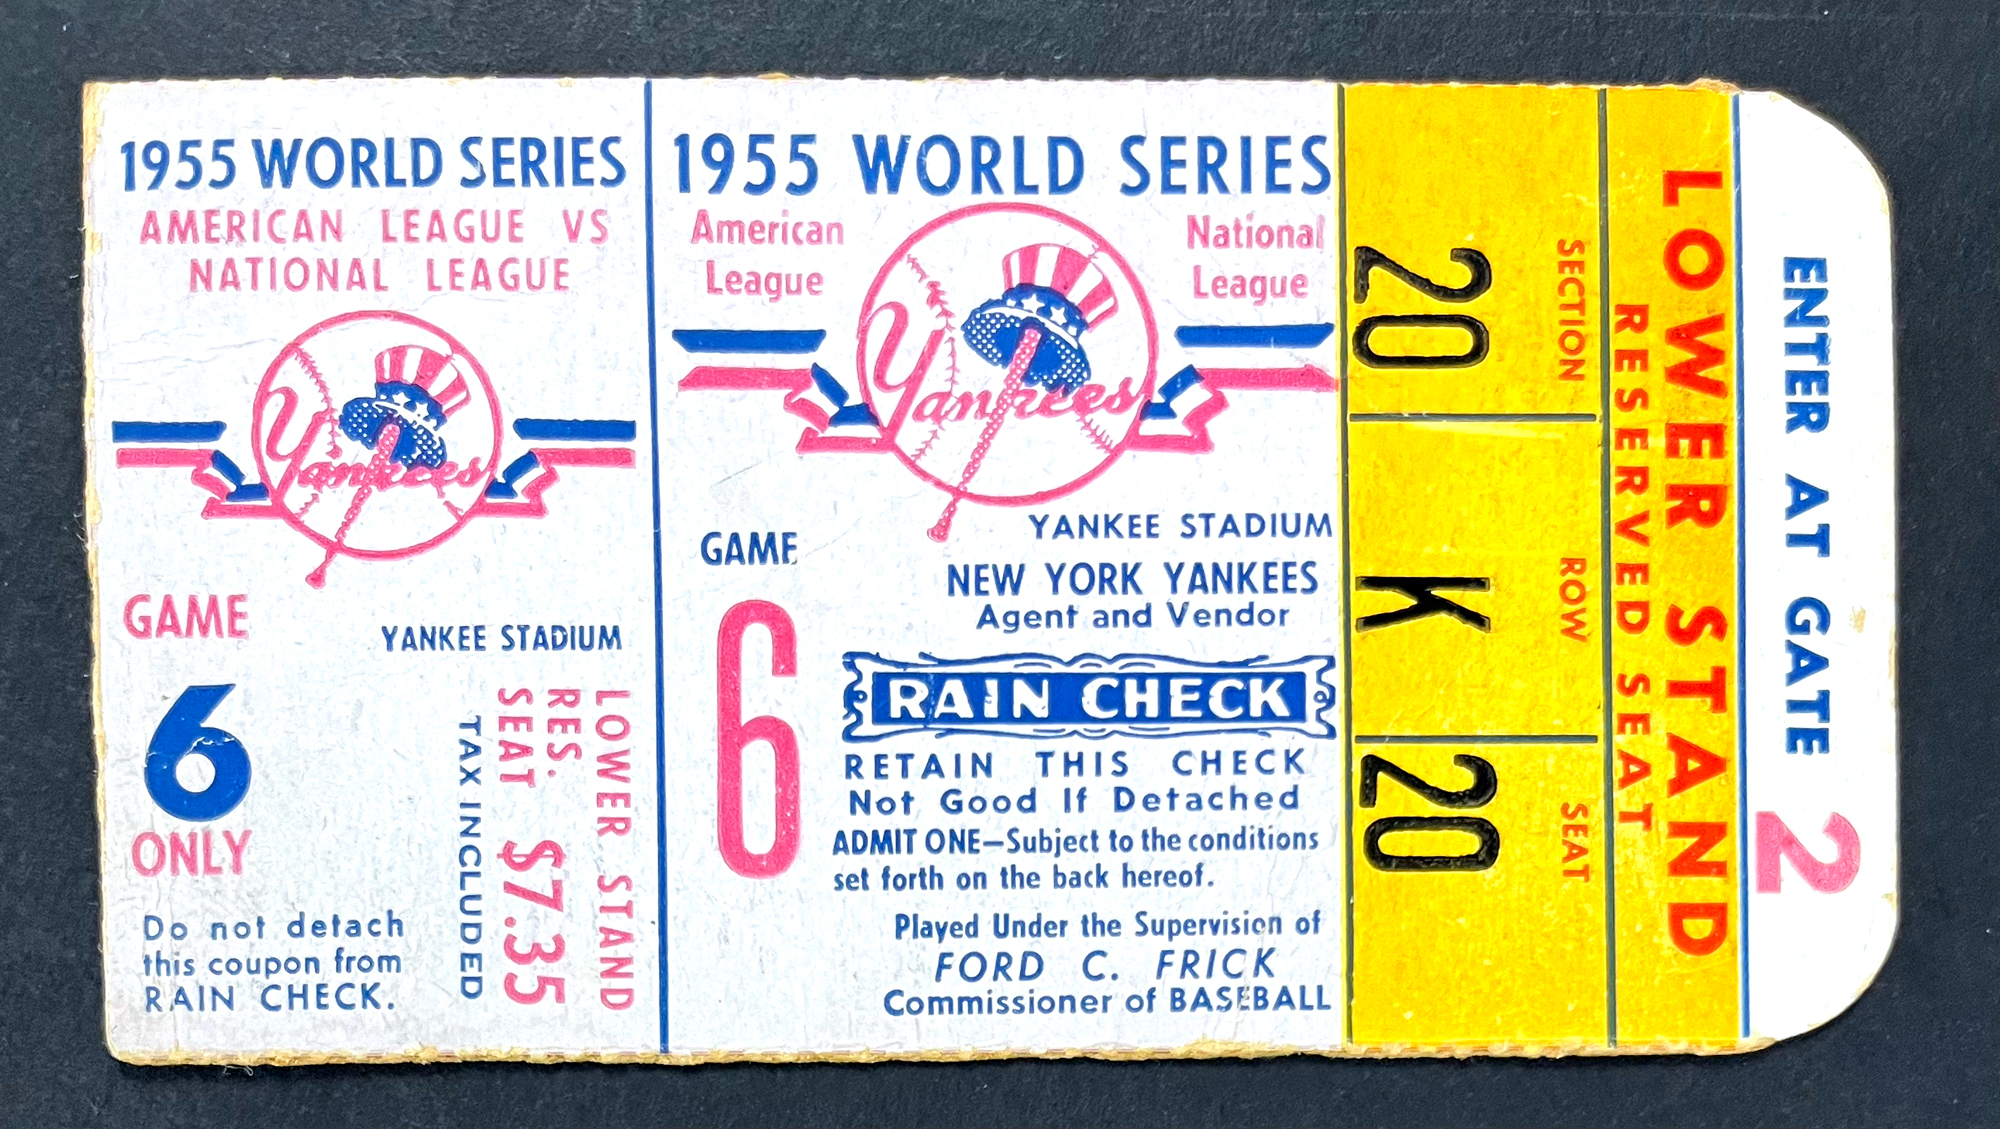 1955 WORLD SERIES
AMERICAN LEAGUE VS
NATIONAL LEAGUE
Yankees
GAME
6
ONLY
YANKEE STADIUM
LOWER STAND
RES.
SEAT $7.35
TAX INCLUDED
Do not detach
this coupon from
RAIN CHECK.
1955 WORLD SERIES
American
League
National
League
Yankees
GAME
6
YANKEE STADIUM
NEW YORK YANKEES
Agent and Vendor
RAIN CHECK
RETAIN THIS CHECK
Not Good If Detached
ADMIT ONE—Subject to the conditions
set forth on the back hereof.
Played Under the Supervision of
FORD C. FRICK
Commissioner of BASEBALL
SECTION
20
ROW
K
SEAT
20
LOWER STAND
RESERVED SEAT
ENTER AT GATE 2